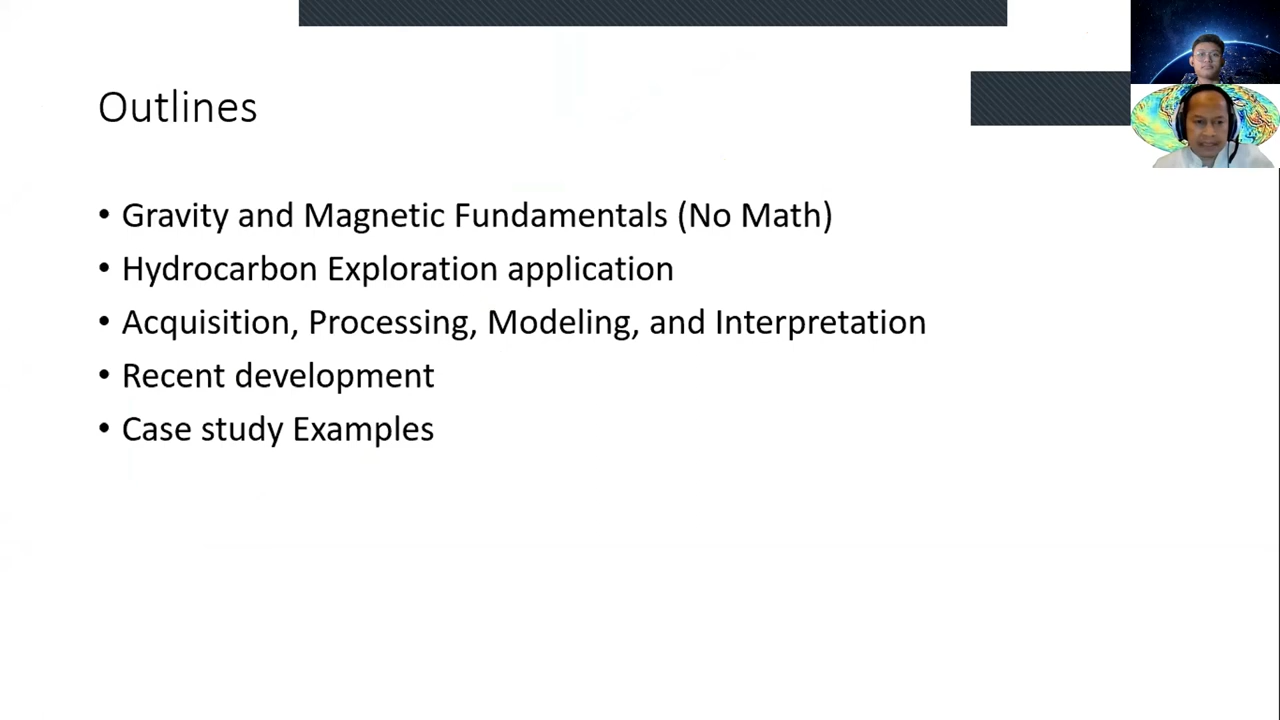 Outlines
• Gravity and Magnetic Fundamentals (No Math)
• Hydrocarbon Exploration application
• Acquisition, Processing, Modeling, and Interpretation
• Recent development
• Case study Examples